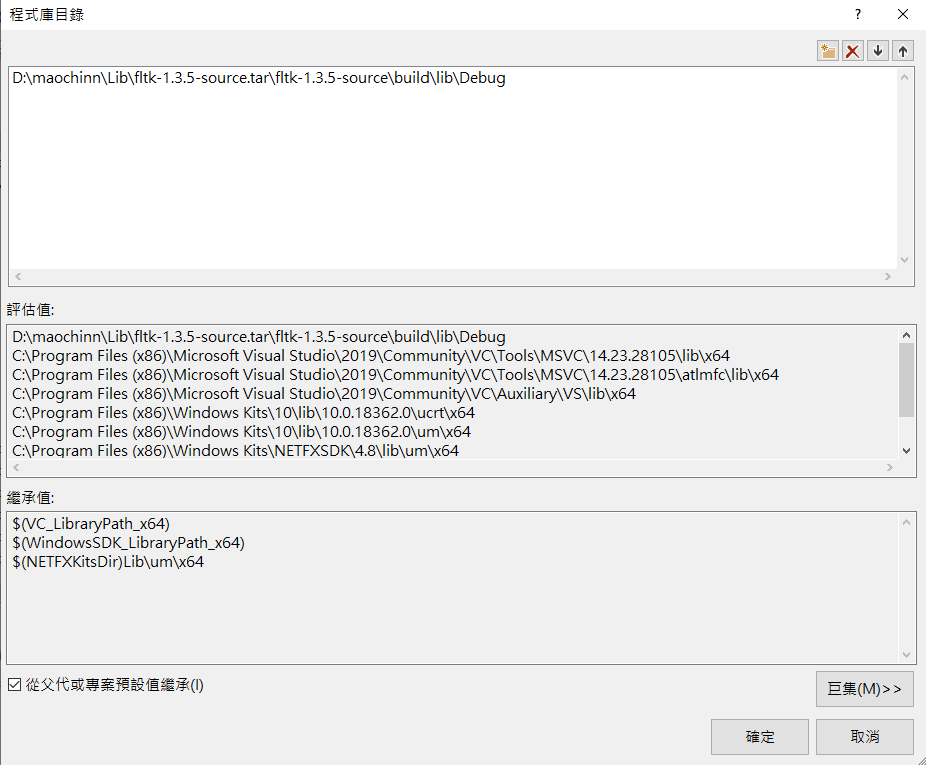 程式庫目錄
D:\maochinn\Lib\fltk-1.3.5-source.tar\fltk-1.3.5-source\build\lib\Debug
評估值:
D:\maochinn\Lib\fltk-1.3.5-source.tar\fltk-1.3.5-source\build\lib\Debug
C:\Program Files (x86)\Microsoft Visual Studio\2019\Community\VC\Tools\MSVC\14.23.28105\lib\x64
C:\Program Files (x86)\Microsoft Visual Studio\2019\Community\VC\Tools\MSVC\14.23.28105\atlmfc\lib\x64
C:\Program Files (x86)\Microsoft Visual Studio\2019\Community\VC\Auxiliary\VS\lib\x64
C:\Program Files (x86)\Windows Kits\10\lib\10.0.18362.0\ucrt\x64
C:\Program Files (x86)\Windows Kits\10\lib\10.0.18362.0\um\x64
C:\Program Files (x86)\Windows Kits\NETFXSDK\4.8\lib\um\x64
繼承值:
$(VC_LibraryPath_x64)
$(WindowsSDK_LibraryPath_x64)
$(NETFXKitsDir)Lib\um\x64
從父代或專案預設值繼承(I)
巨集(M)>>
確定
取消